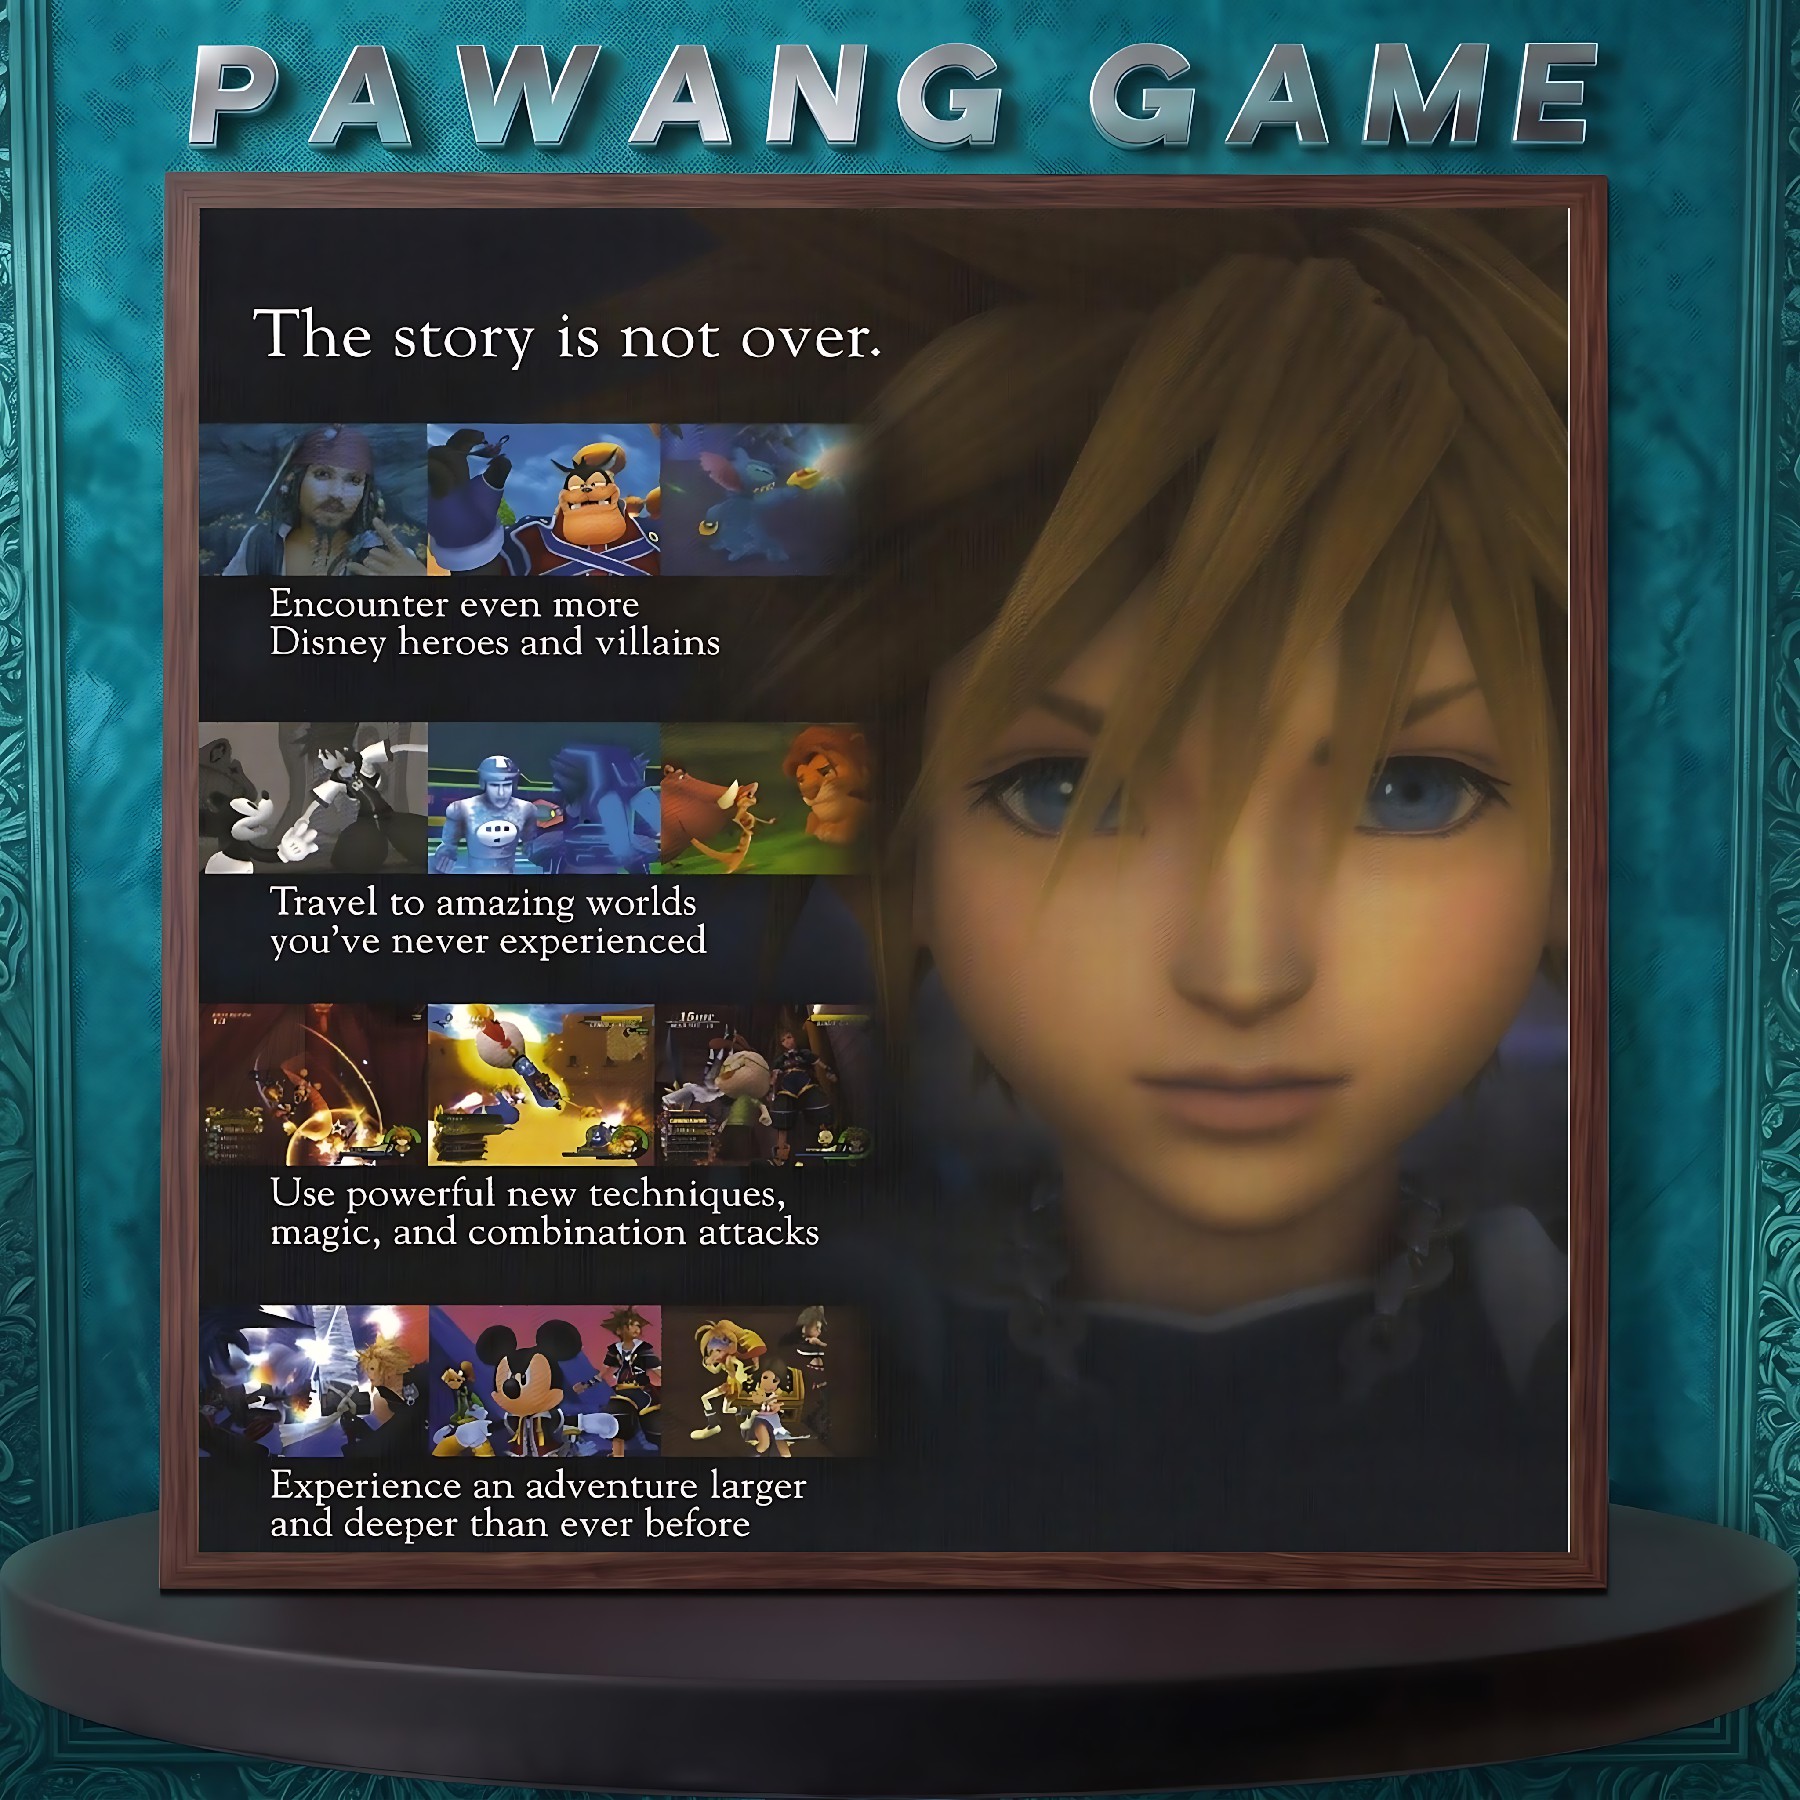 PAWANG GAME
The story is not over.
Encounter even more
Disney heroes and villains
Travel to amazing worlds
you've never experienced
Use powerful new techniques,
magic, and combination attacks
Experience an adventure larger
and deeper than ever before